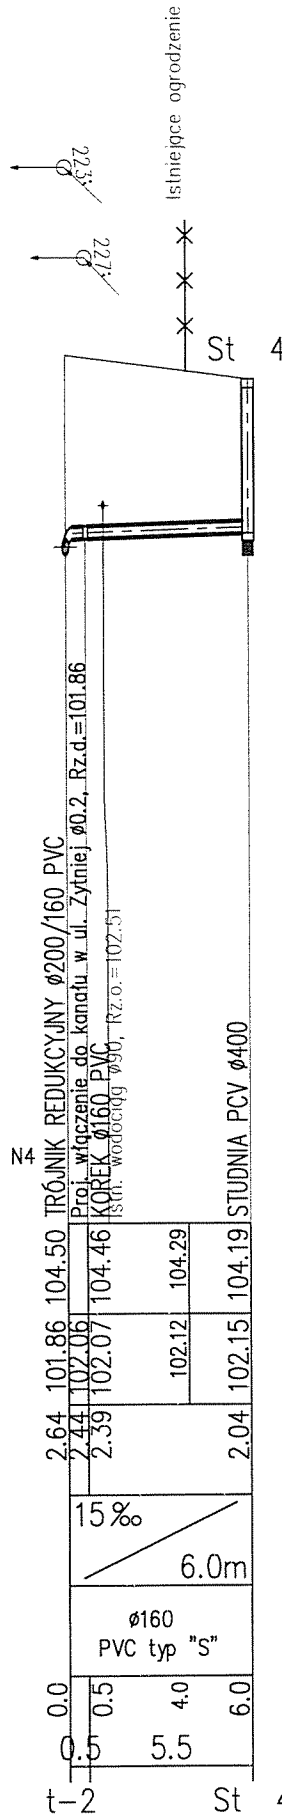 Istniejące ogrodzenie
223°
227°
St 4
TRÓJNIK REDUKCYJNY ø200/160 PVC
Proj. włączenie do kanału w ul. Żytniej ø0.2, Rz.d.=101.86
KOREK ø160 PVC
Istn. wodociąg ø90, Rz.o.=102.51
STUDNIA PCV ø400
N4
104.50
104.46
104.29
104.19
101.86
102.06
102.07
102.12
102.15
2.64
2.44
2.39
2.04
15‰
6.0m
ø160
PVC typ "S"
0.0
0.5
4.0
6.0
0.5
5.5
t-2
St 4